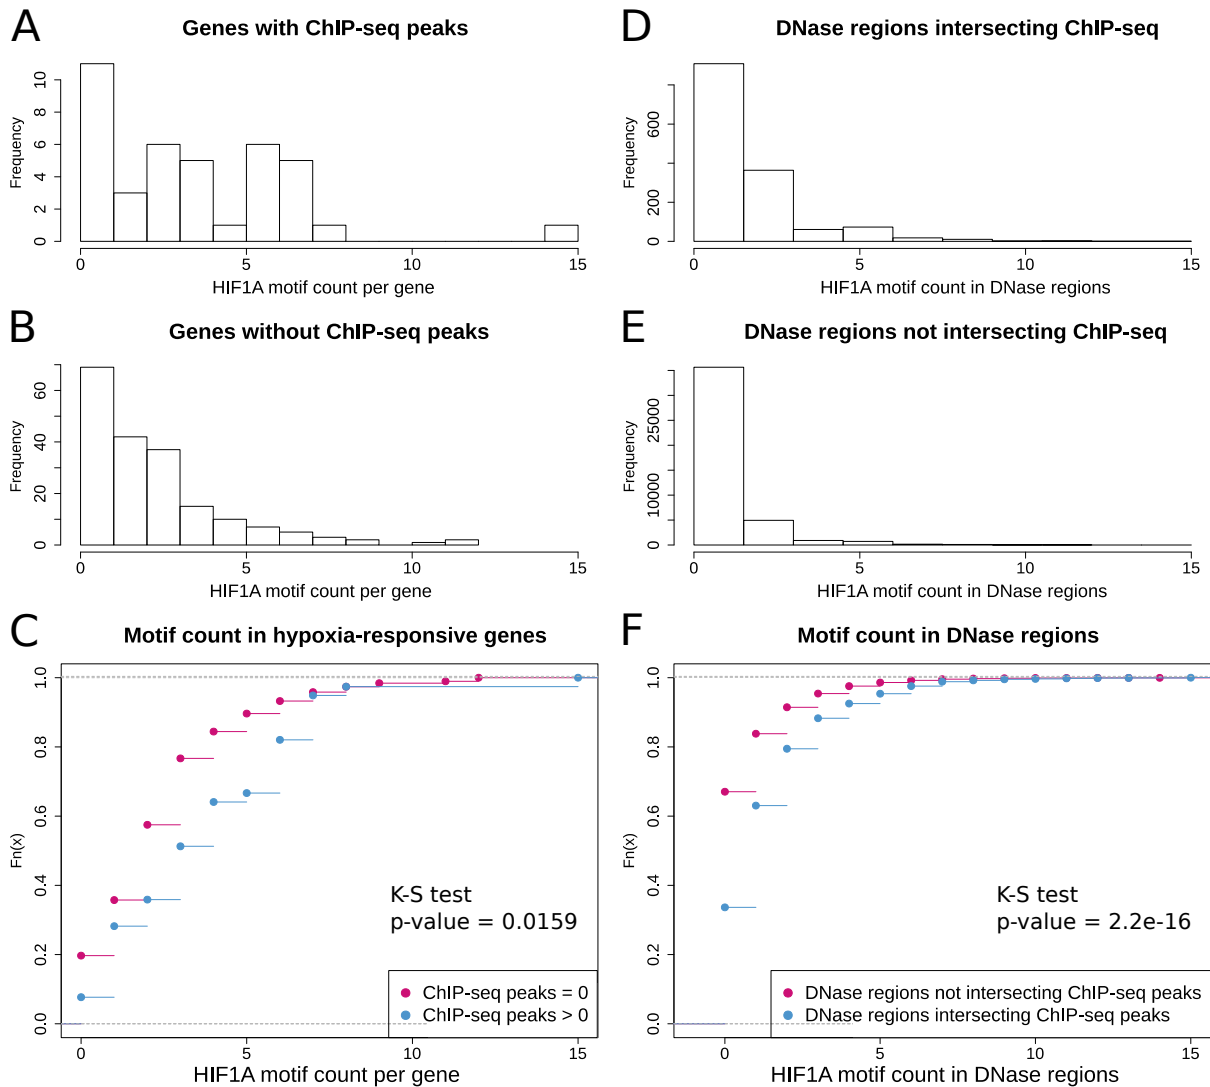 A
Genes with ChIP-seq peaks
Frequency
0 2 4 6 8 10
0 5 10 15
HIF1A motif count per gene
B
Genes without ChIP-seq peaks
Frequency
0 20 40 60
0 5 10 15
HIF1A motif count per gene
C
Motif count in hypoxia-responsive genes
Fn(x)
0.0 0.2 0.4 0.6 0.8 1.0
K-S test
p-value = 0.0159
ChIP-seq peaks = 0
ChIP-seq peaks > 0
0 5 10 15
HIF1A motif count per gene
D
DNase regions intersecting ChIP-seq
Frequency
0 200 600
0 5 10 15
HIF1A motif count in DNase regions
E
DNase regions not intersecting ChIP-seq
Frequency
0 10000 25000
0 5 10 15
HIF1A motif count in DNase regions
F
Motif count in DNase regions
Fn(x)
0.0 0.2 0.4 0.6 0.8 1.0
K-S test
p-value = 2.2e-16
DNase regions not intersecting ChIP-seq peaks
DNase regions intersecting ChIP-seq peaks
0 5 10 15
HIF1A motif count in DNase regions